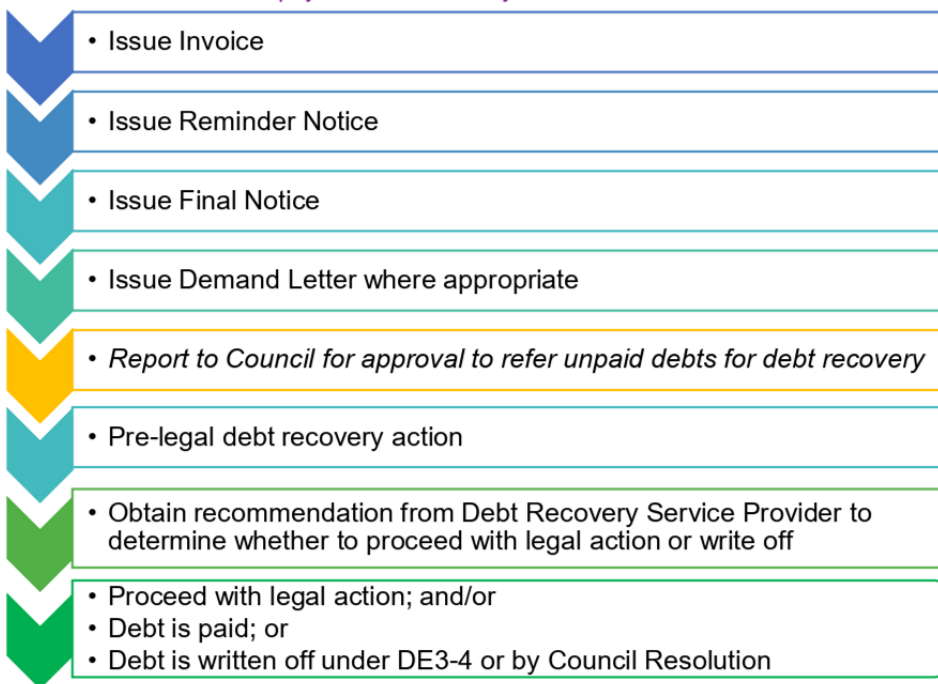 • Issue Invoice
• Issue Reminder Notice
• Issue Final Notice
• Issue Demand Letter where appropriate
• Report to Council for approval to refer unpaid debts for debt recovery
• Pre-legal debt recovery action
• Obtain recommendation from Debt Recovery Service Provider to
determine whether to proceed with legal action or write off
• Proceed with legal action; and/or
• Debt is paid; or
• Debt is written off under DE3-4 or by Council Resolution